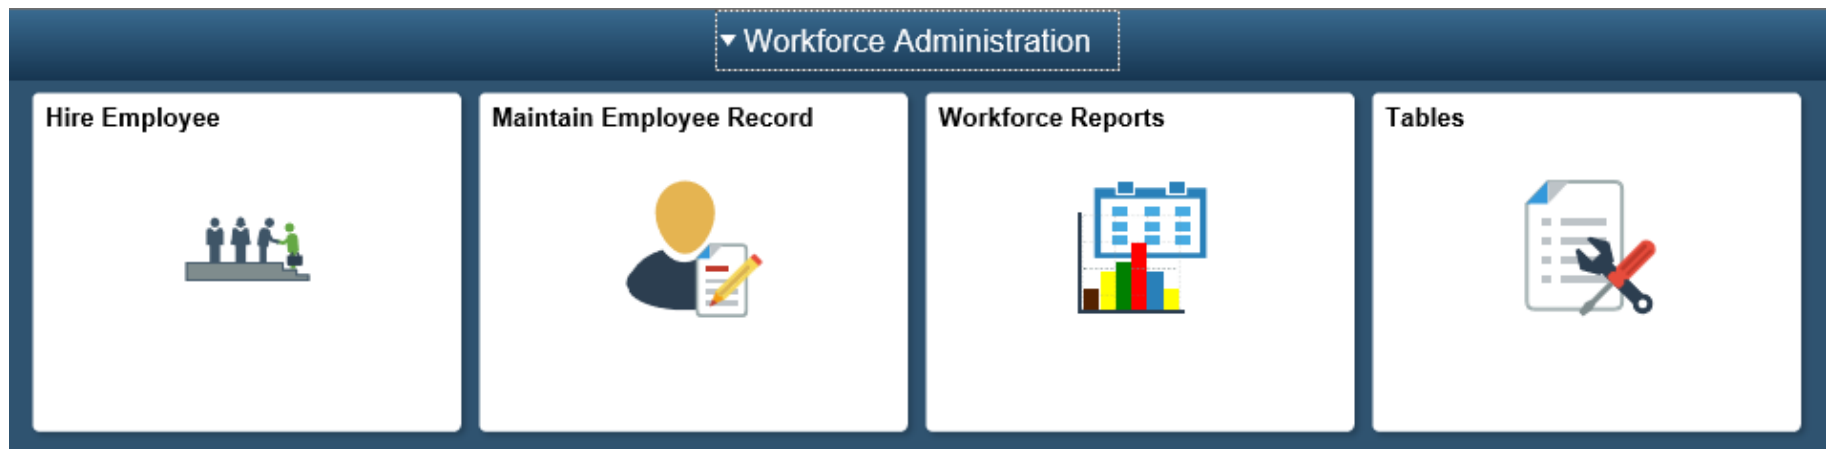 Workforce Administration
Hire Employee
Maintain Employee Record
Workforce Reports
Tables